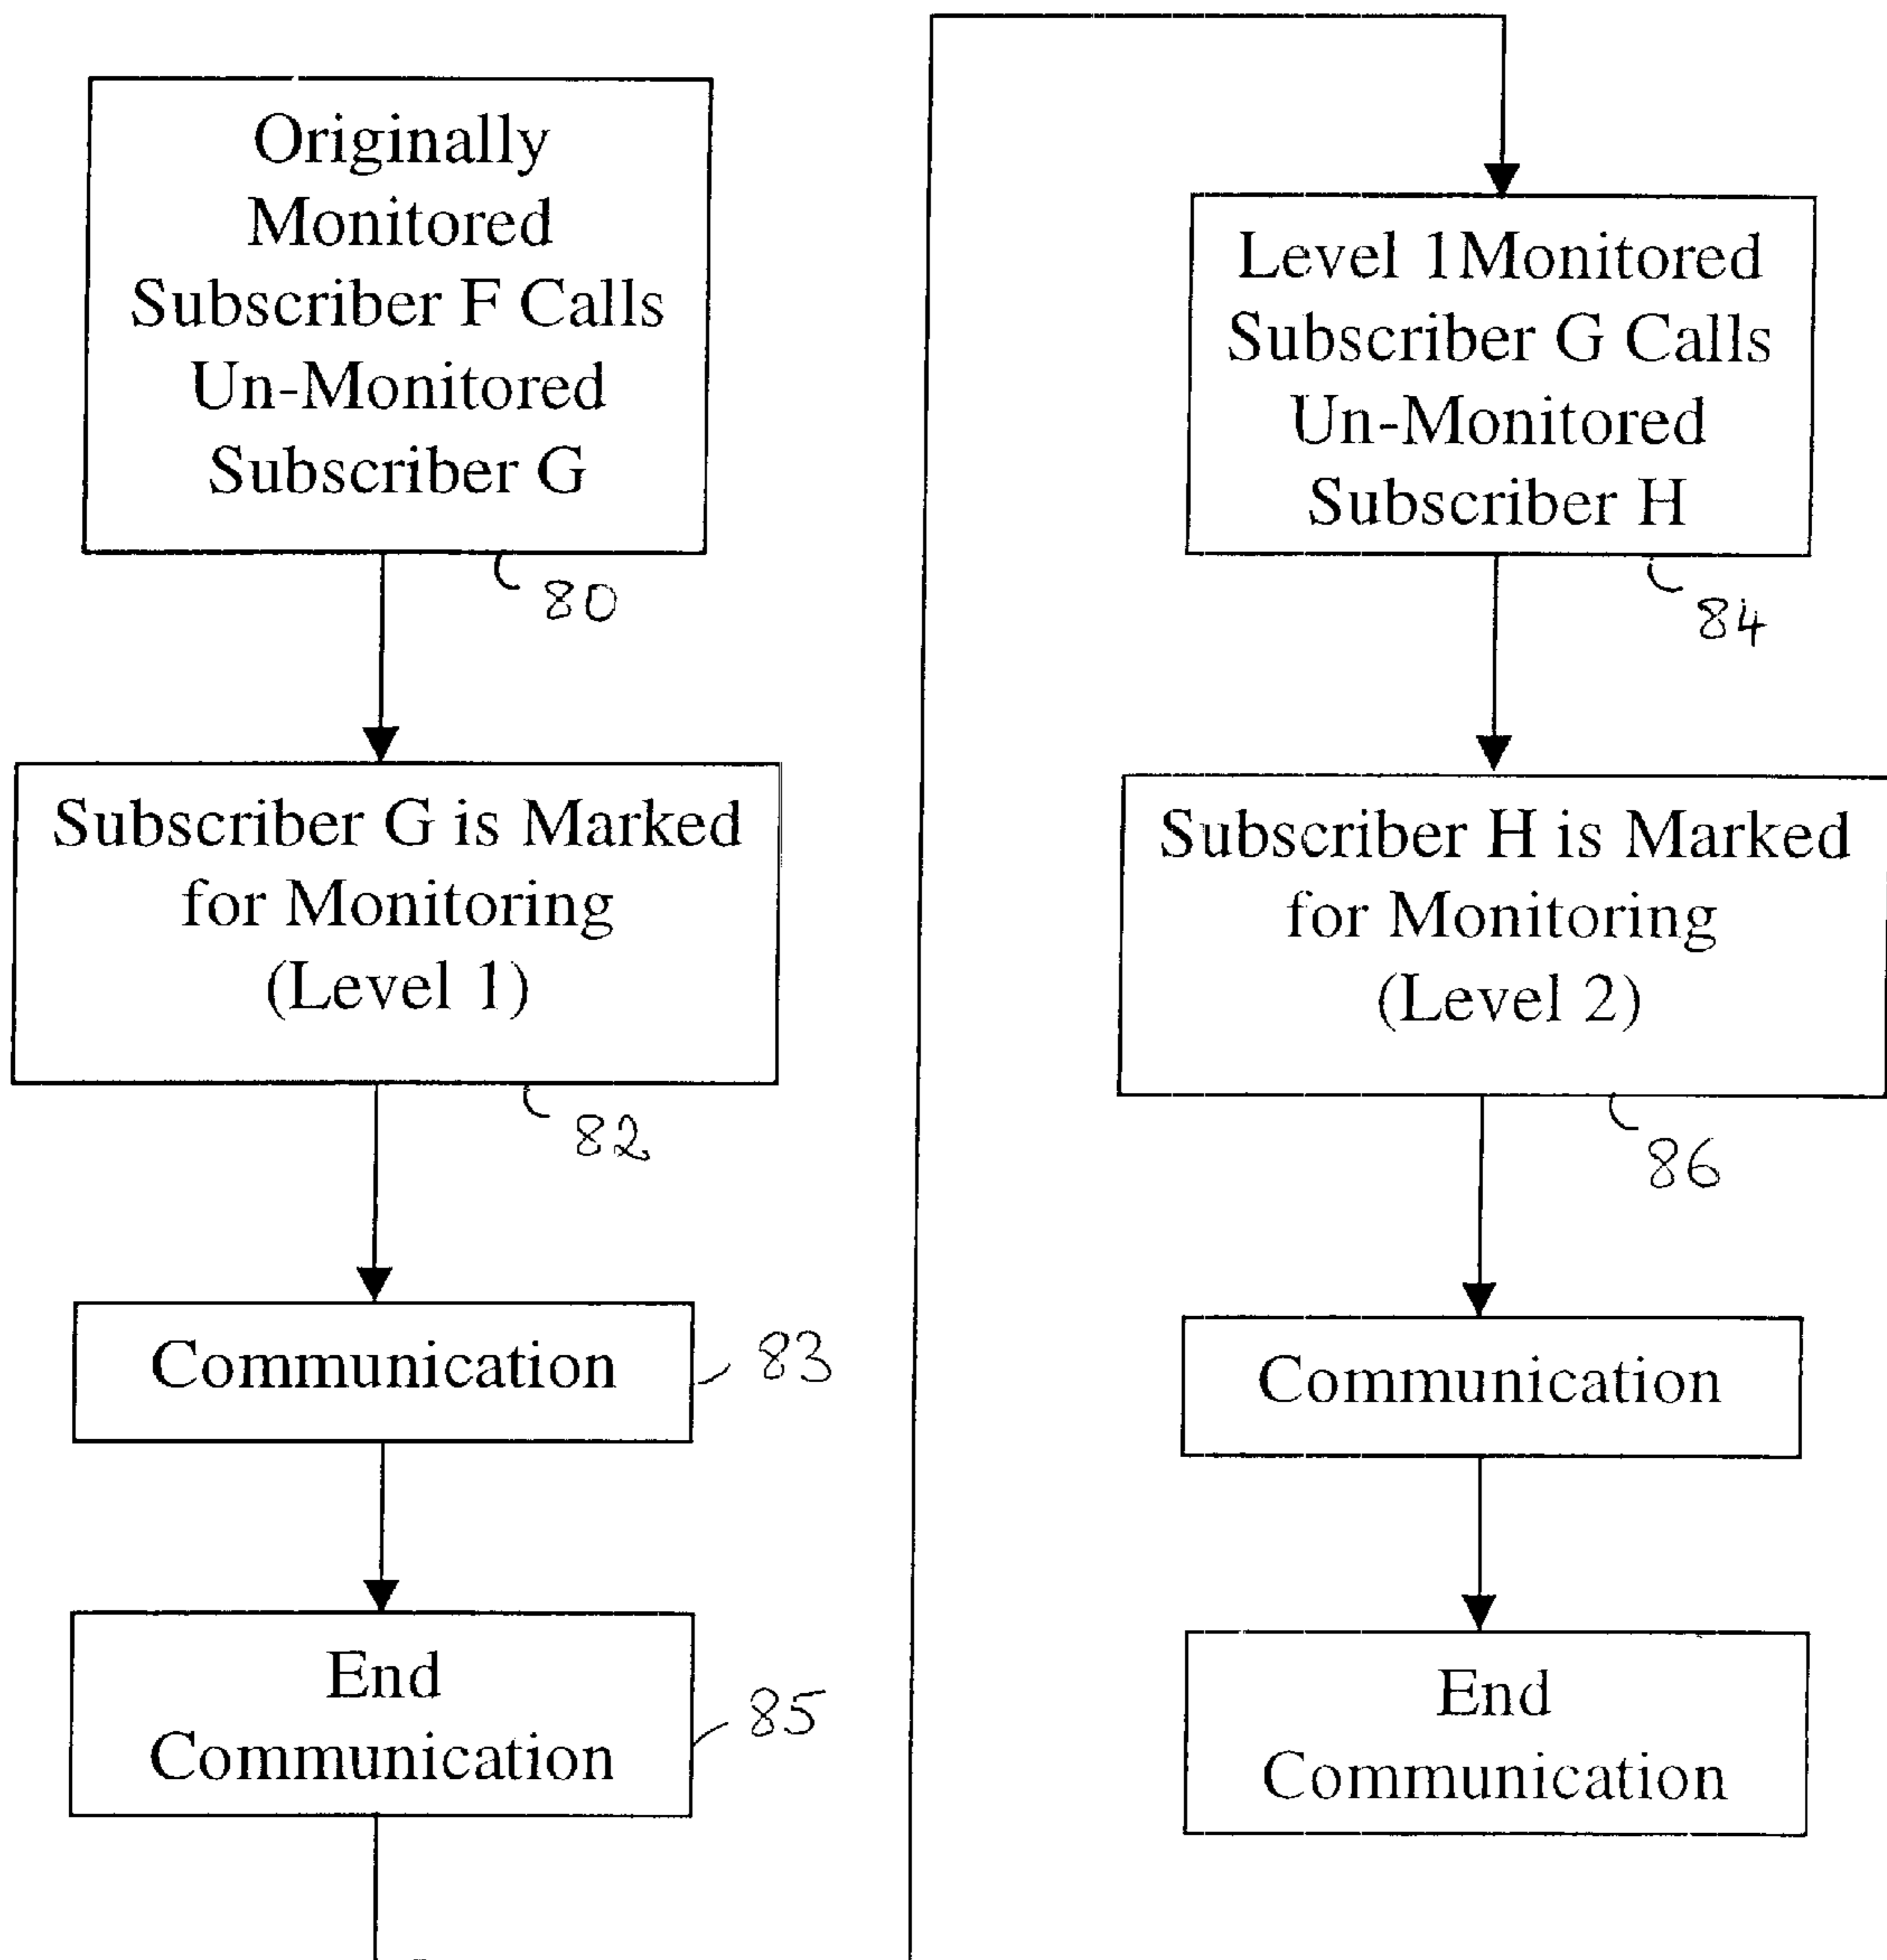 Originally
Monitored
Subscriber F Calls
Un-Monitored
Subscriber G
80
Subscriber G is Marked
for Monitoring
(Level 1)
82
Communication
83
End
Communication
85
Level 1Monitored
Subscriber G Calls
Un-Monitored
Subscriber H
84
Subscriber H is Marked
for Monitoring
(Level 2)
86
Communication
End
Communication